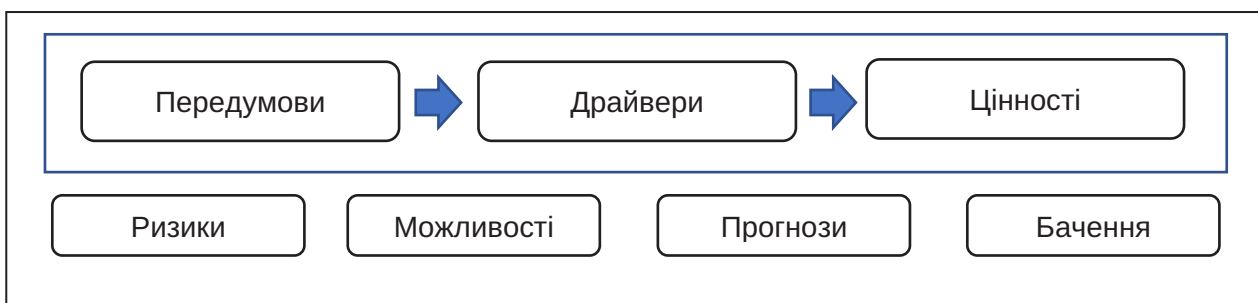 Передумови Драйвери Цінності
Ризики Можливості Прогнози Бачення